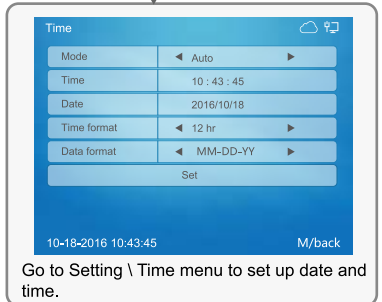 Time
Mode ◀ Auto ▶
Time 10 : 43 : 45
Date 2016/10/18
Time format ◀ 12 hr ▶
Data format ◀ MM-DD-YY ▶
Set
10-18-2016 10:43:45 M/back
Go to Setting \ Time menu to set up date and
time.